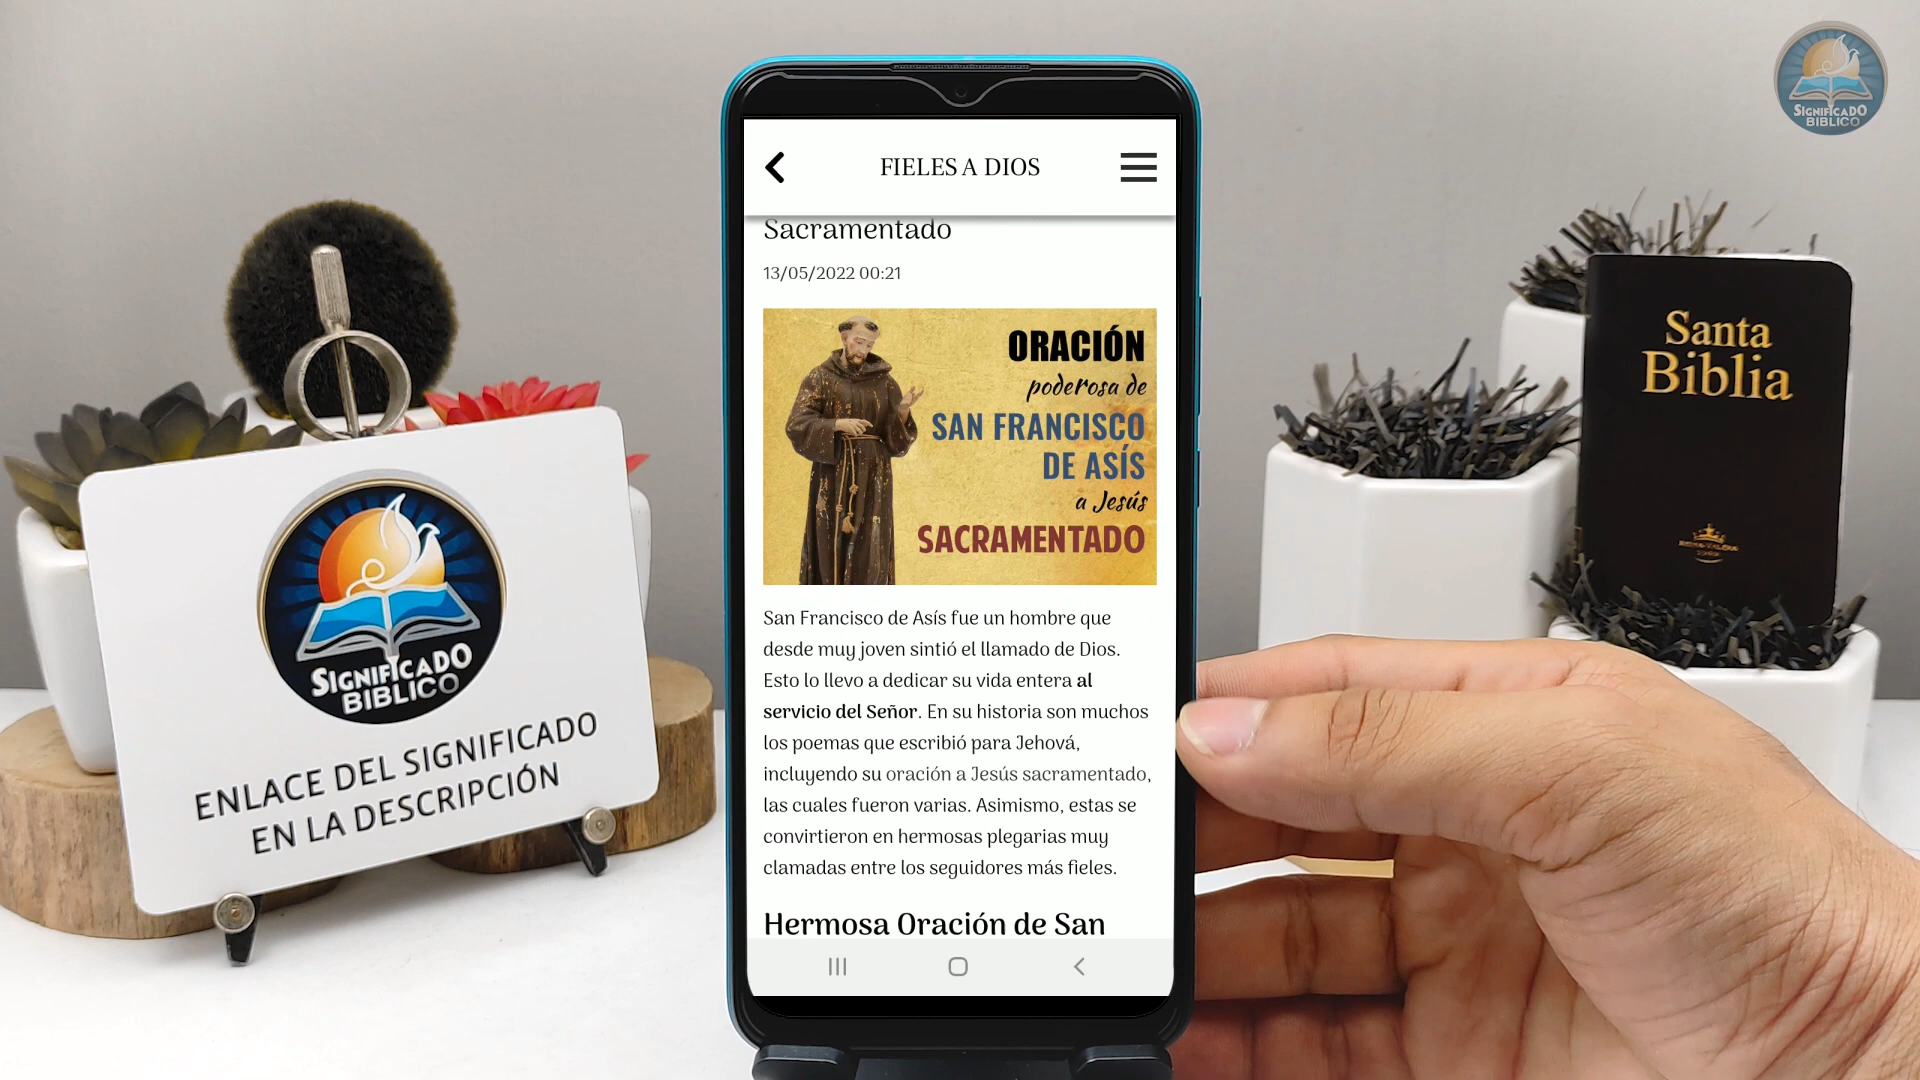 SIGNIFICADO
BIBLICO
FIELES A DIOS
Sacramentado
13/05/2022 00:21
ORACIÓN
poderosa de
SAN FRANCISCO
DE ASÍS
a Jesús
SACRAMENTADO
San Francisco de Asís fue un hombre que
desde muy joven sintió el llamado de Dios.
Esto lo llevo a dedicar su vida entera al
servicio del Señor. En su historia son muchos
los poemas que escribió para Jehová,
incluyendo su oración a Jesús sacramentado,
las cuales fueron varias. Asimismo, estas se
convirtieron en hermosas plegarias muy
clamadas entre los seguidores más fieles.
Hermosa Oración de San
SIGNIFICADO
BIBLICO
ENLACE DEL SIGNIFICADO
EN LA DESCRIPCIÓN
Santa
Biblia